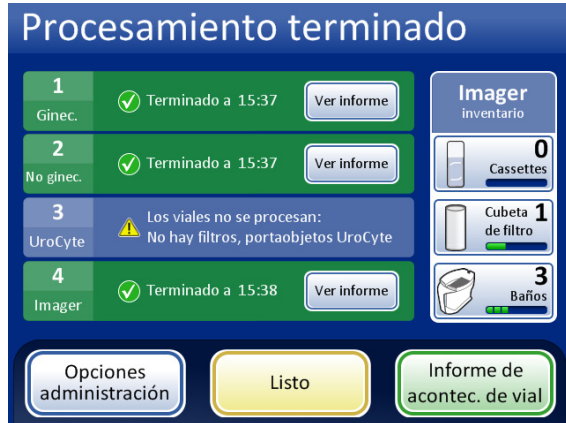 Procesamiento terminado
1
Ginec.
Terminado a 15:37
Ver informe
2
No ginec.
Terminado a 15:37
Ver informe
3
UroCyte
Los viales no se procesan:
No hay filtros, portaobjetos UroCyte
4
Imager
Terminado a 15:38
Ver informe
Imager
inventario
0
Cassettes
Cubeta 1
de filtro
3
Baños
Opciones
administración
Listo
Informe de
acontec. de vial